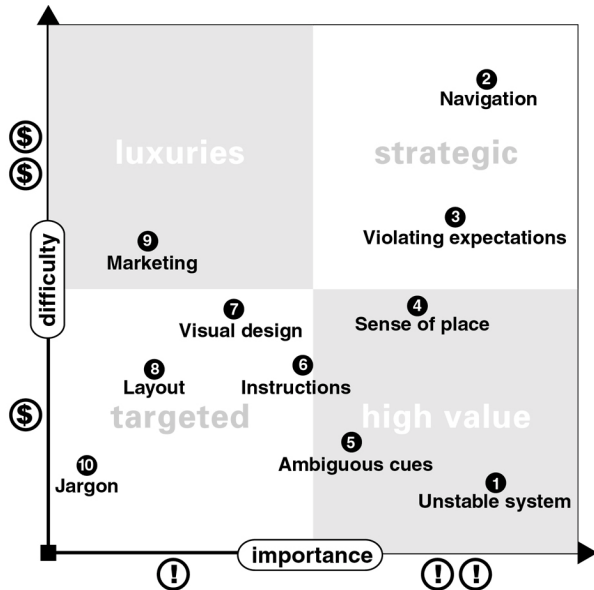 2
Navigation
luxuries
strategic
$
$
3
Violating expectations
9
Marketing
difficulty
7
Visual design
4
Sense of place
8
Layout
6
Instructions
$
targeted
high value
5
Ambiguous cues
10
Jargon
1
Unstable system
importance
!
! !